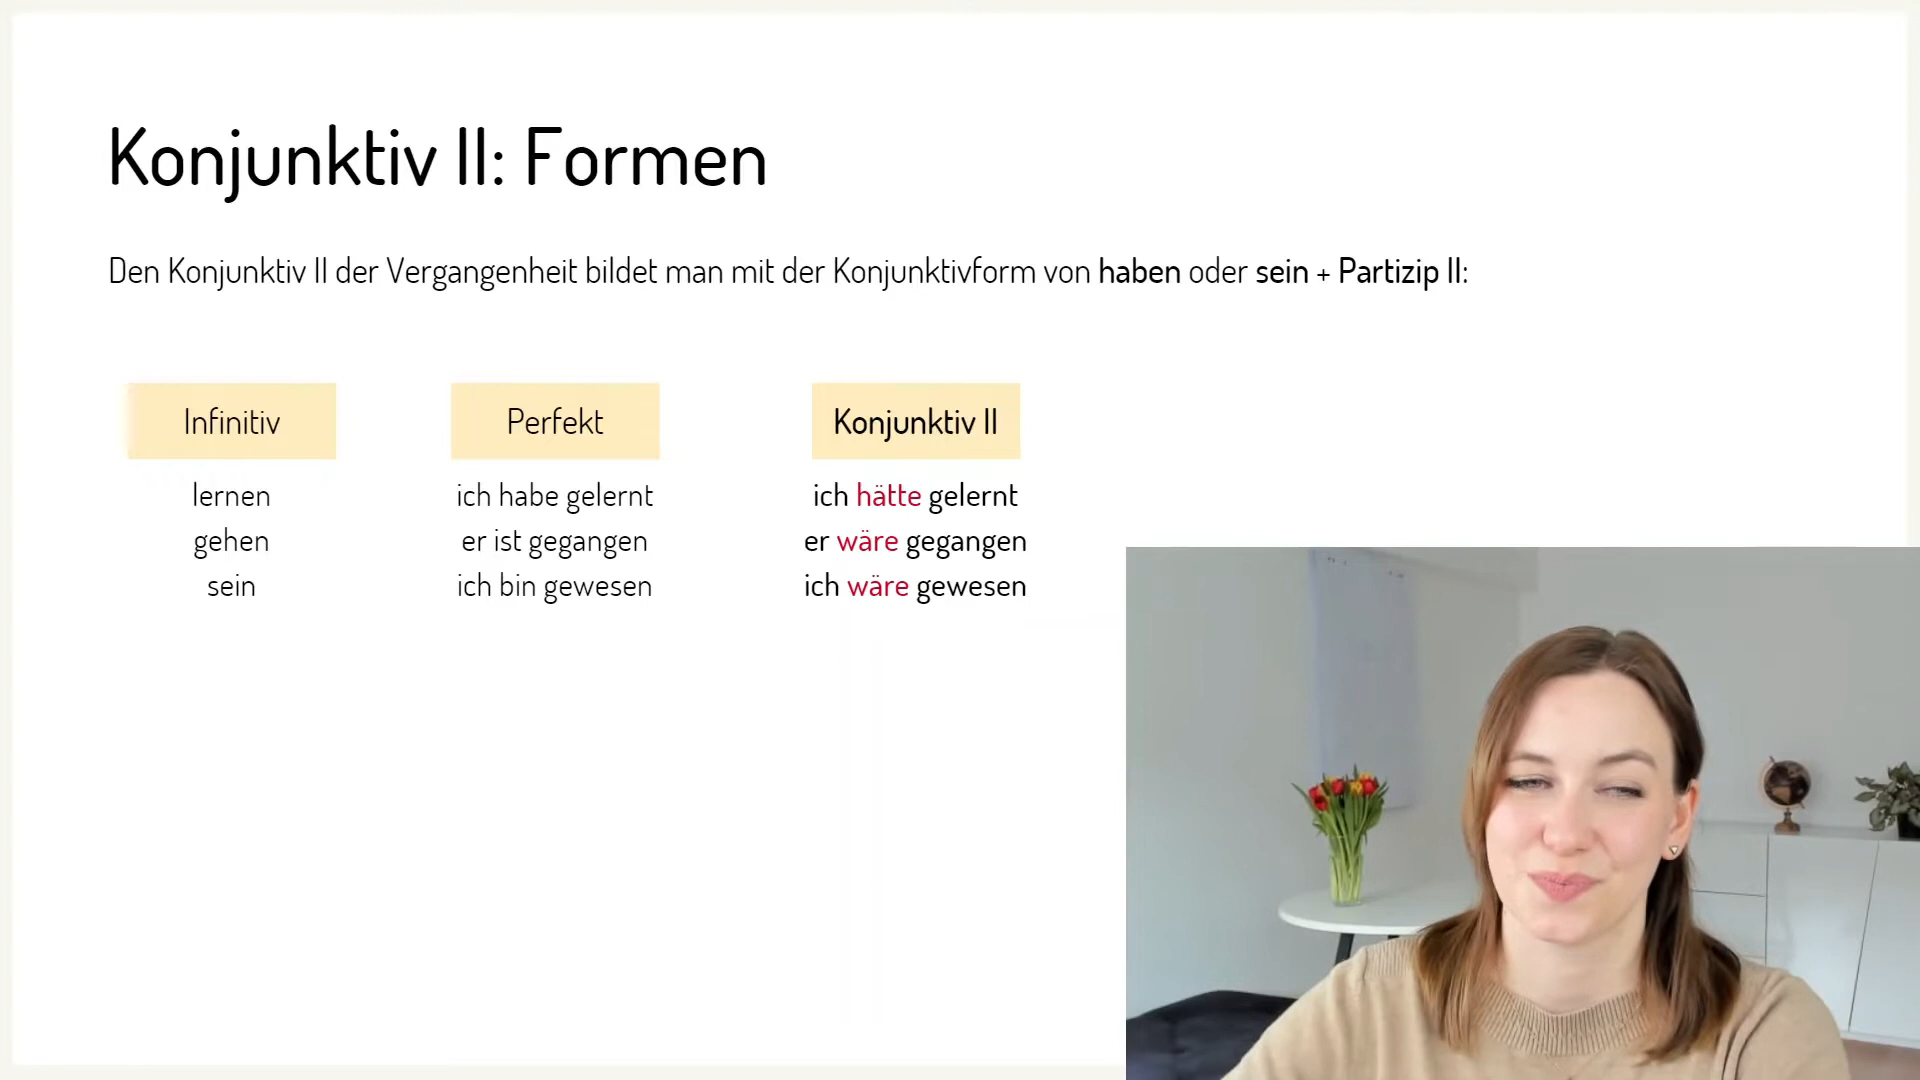 Konjunktiv II: Formen
Den Konjunktiv II der Vergangenheit bildet man mit der Konjunktivform von haben oder sein + Partizip II:
Infinitiv Perfekt Konjunktiv II
lernen ich habe gelernt ich hätte gelernt
gehen er ist gegangen er wäre gegangen
sein ich bin gewesen ich wäre gewesen